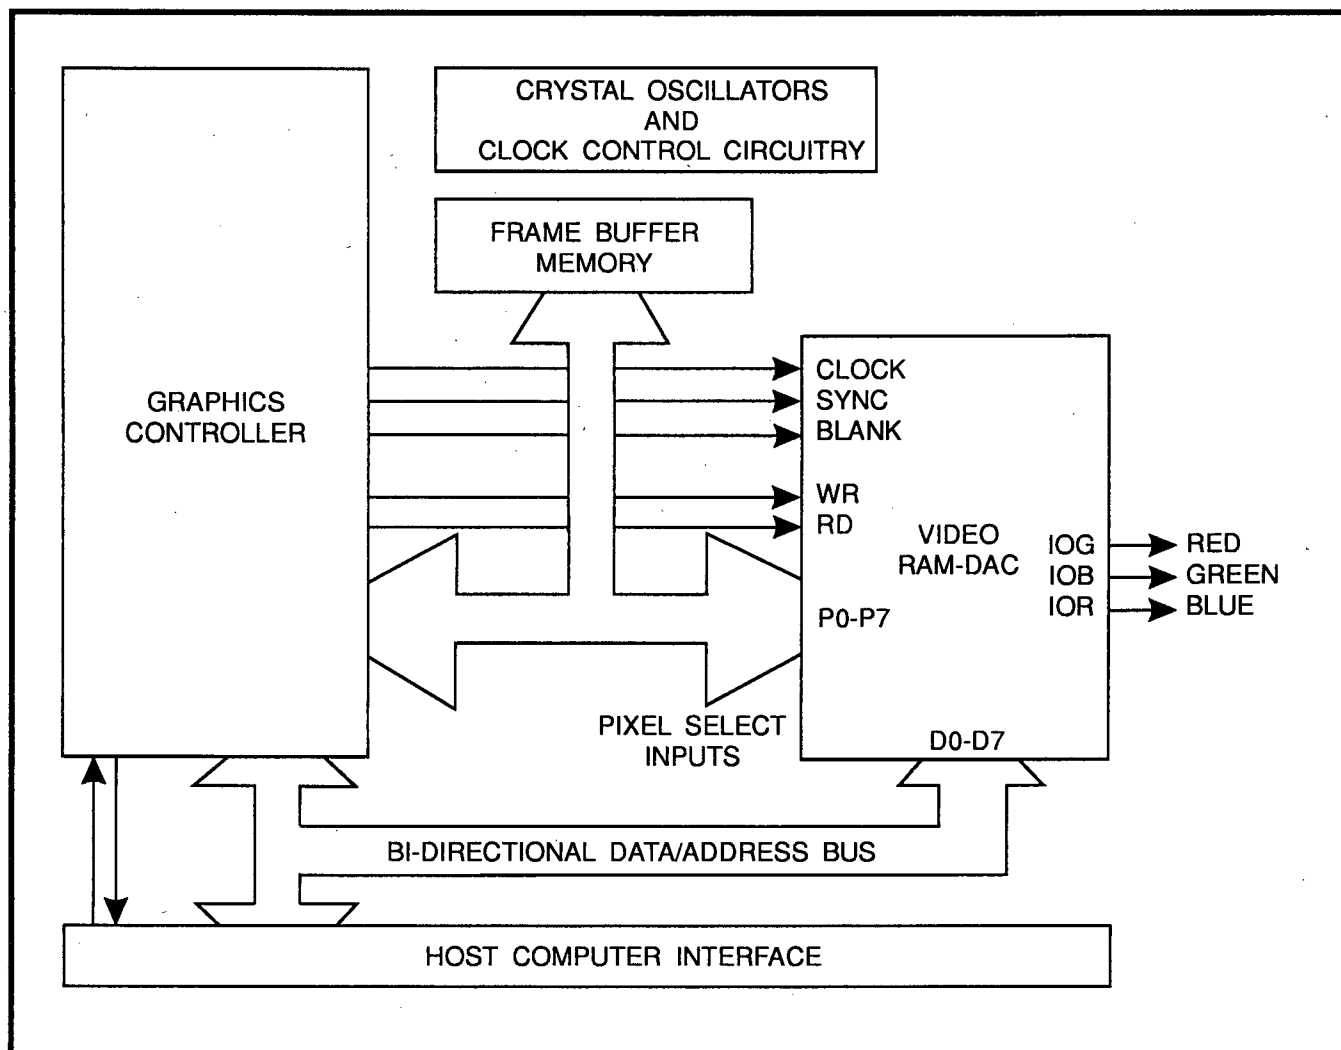 CRYSTAL OSCILLATORS
AND
CLOCK CONTROL CIRCUITRY
FRAME BUFFER
MEMORY
GRAPHICS
CONTROLLER
CLOCK
SYNC
BLANK
WR
RD
VIDEO
RAM-DAC
IOG
RED
IOB
GREEN
IOR
BLUE
P0-P7
PIXEL SELECT
INPUTS
D0-D7
BI-DIRECTIONAL DATA/ADDRESS BUS
HOST COMPUTER INTERFACE